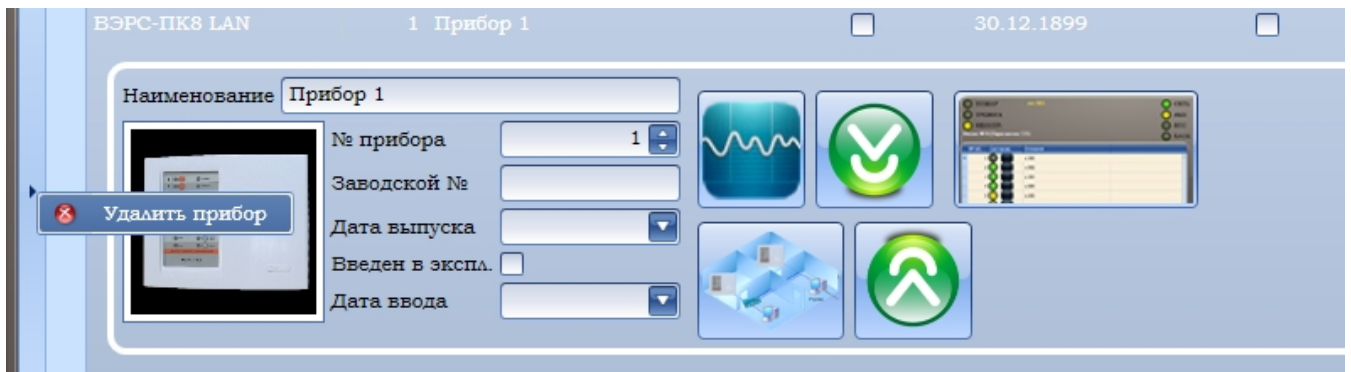 ВЭРС-ПК8 LAN 1 Прибор 1 30.12.1899
Наименование Прибор 1
№ прибора 1
Заводской №
Удалить прибор
Дата выпуска
Введен в экспл.
Дата ввода